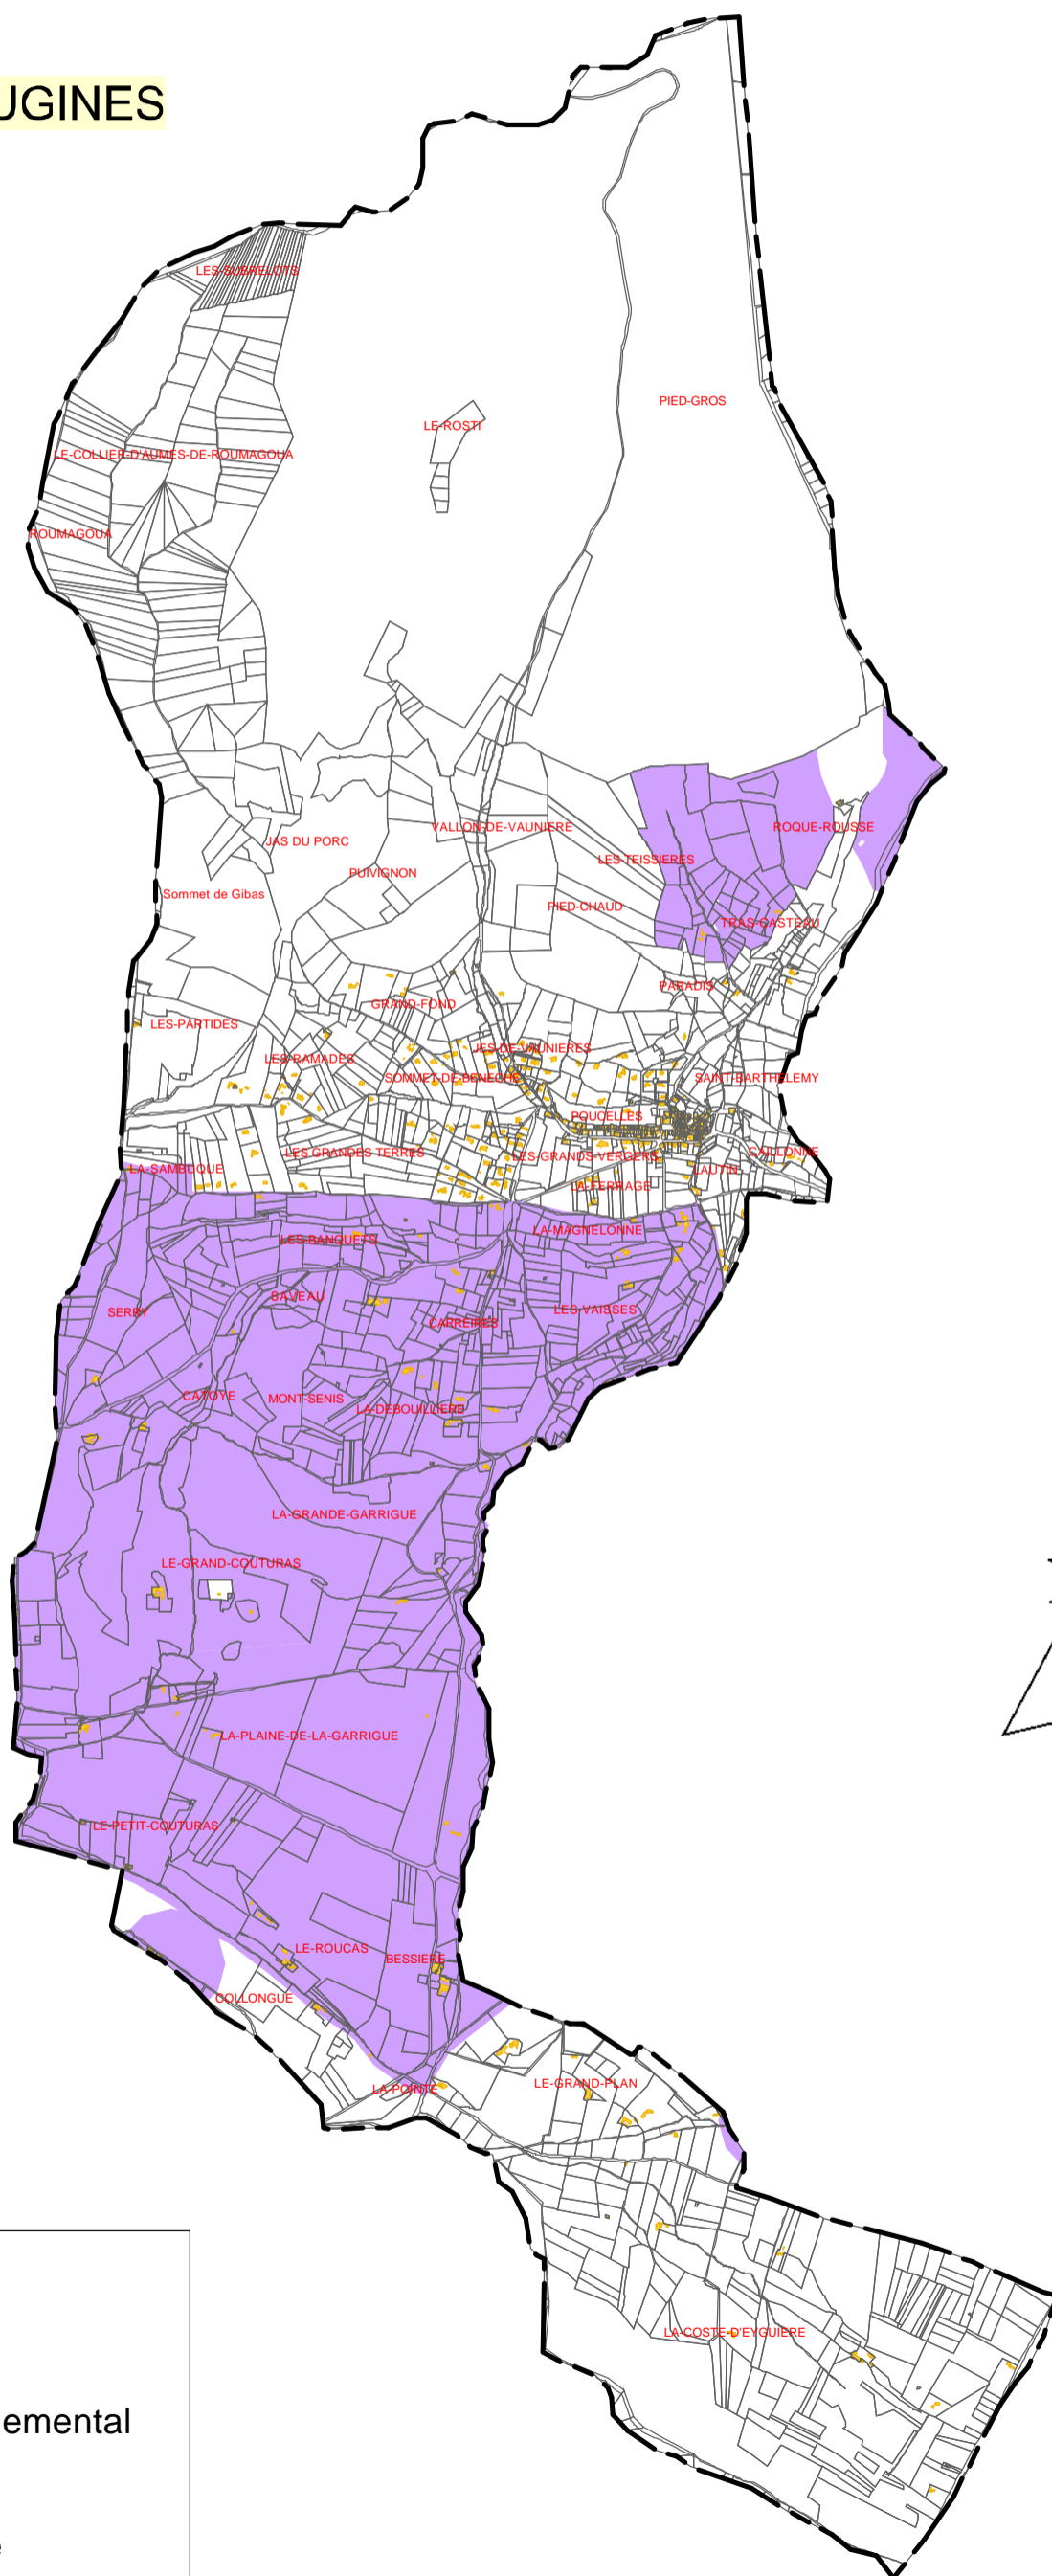 UGINES
LES-SUBRELOTS
PIED-GROS
LE-ROSTI
LE-COLLIER-D'AUMES-DE-ROUMAGOUA
ROUMAGOUA
VALLON-DE-VAUNIERE
ROQUE-ROUSSE
JAS DU PORC
LES-TEISSIERES
PUIVIGNON
Sommet de Gibas
PIED-CHAUD
TRAS-CASTEAU
PARADIS
GRAND-FOND
LES-PARTIDES
JES-DE-VAUNIERES
LES-RAMADES
SOMMET-DE-BENECHE
SAINT-BARTHELEMY
POUCELLES
LES GRANDES TERRES
LES-GRANDS-VERGERS
CAILLONNE
LA-SAMBUQUE
LAUTIN
LA-FERRAGE
LA-MAGNELONNE
LES-BANQUETS
SAVEAU
LES-VAISSES
SERRY
CARREIRES
CATOYE
MONT-SENIS
LA-DEBOUILLIERE
LA-GRANDE-GARRIGUE
LE-GRAND-COUTURAS
LA-PLAINE-DE-LA-GARRIGUE
LE-PETIT-COUTURAS
LE-ROUCAS
BESSIERE
COLLONGUE
LE-GRAND-PLAN
LA-POINTE
LA-COSTE-D'EYGUIERE
emental